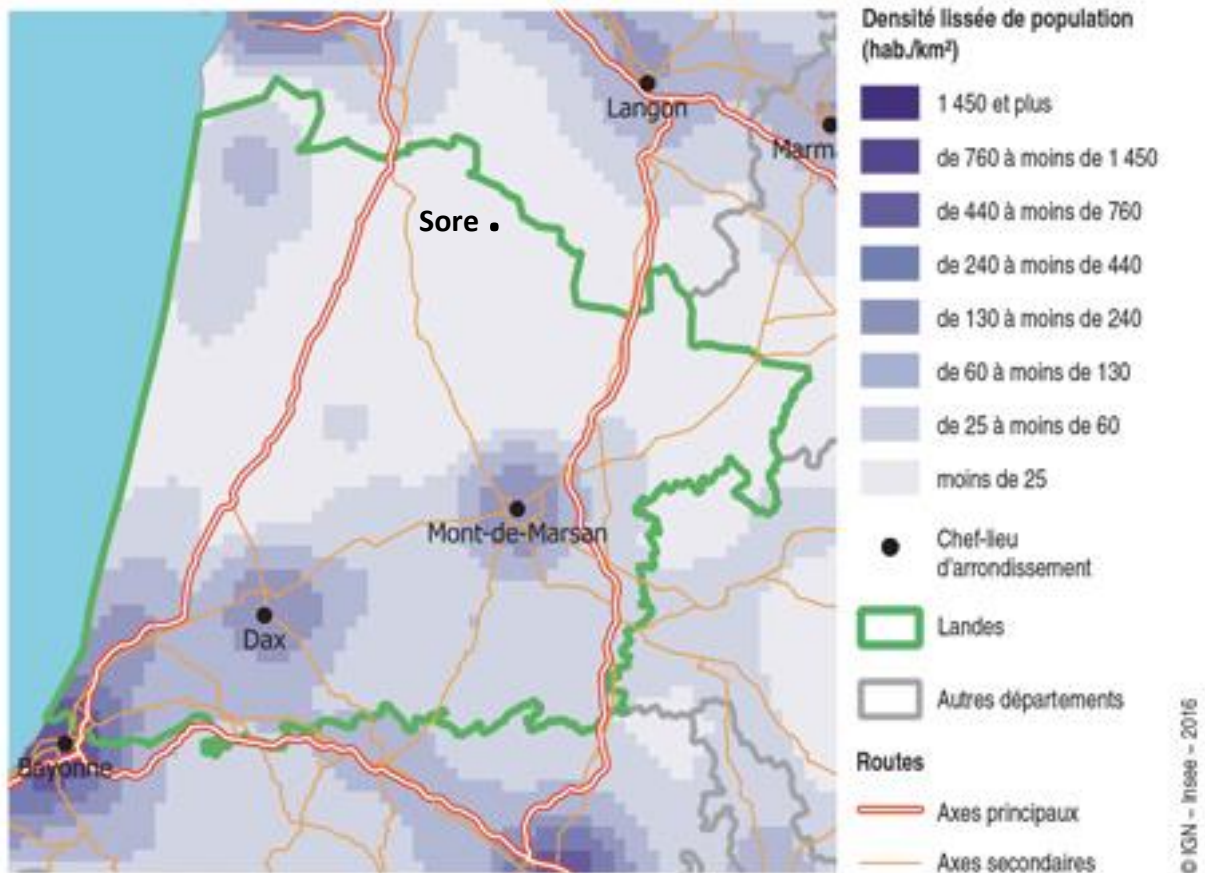 Langon
Marm
Sore
Mont-de-Marsan
Dax
Bayonne
Densité lissée de population
(hab./km²)
1 450 et plus
de 760 à moins de 1 450
de 440 à moins de 760
de 240 à moins de 440
de 130 à moins de 240
de 60 à moins de 130
de 25 à moins de 60
moins de 25
Chef-lieu
d'arrondissement
Landes
Autres départements
Routes
Axes principaux
Axes secondaires
© IGN – Insee – 2016